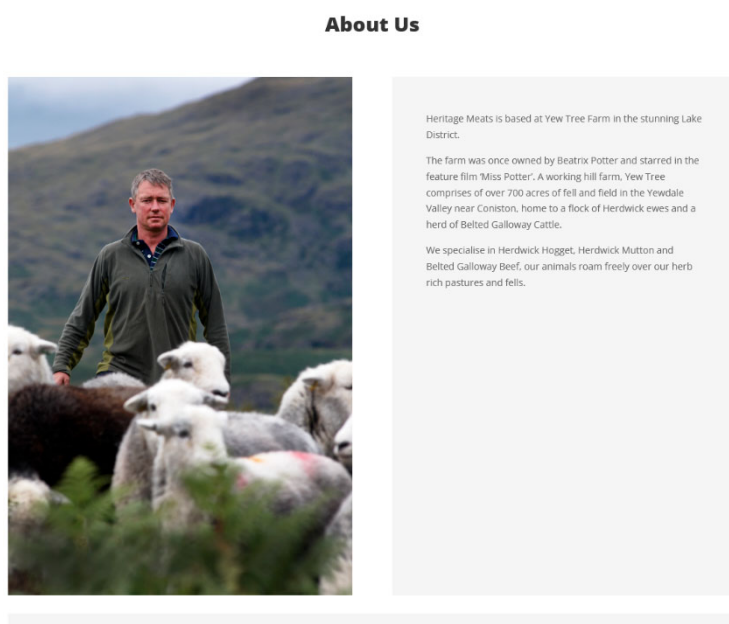 About Us
Heritage Meats is based at Yew Tree Farm in the stunning Lake
District.
The farm was once owned by Beatrix Potter and starred in the
feature film ‘Miss Potter’. A working hill farm, Yew Tree
comprises of over 700 acres of fell and field in the Yewdale
Valley near Coniston, home to a flock of Herdwick ewes and a
herd of Belted Galloway Cattle.
We specialise in Herdwick Hogget, Herdwick Mutton and
Belted Galloway Beef, our animals roam freely over our herb
rich pastures and fells.